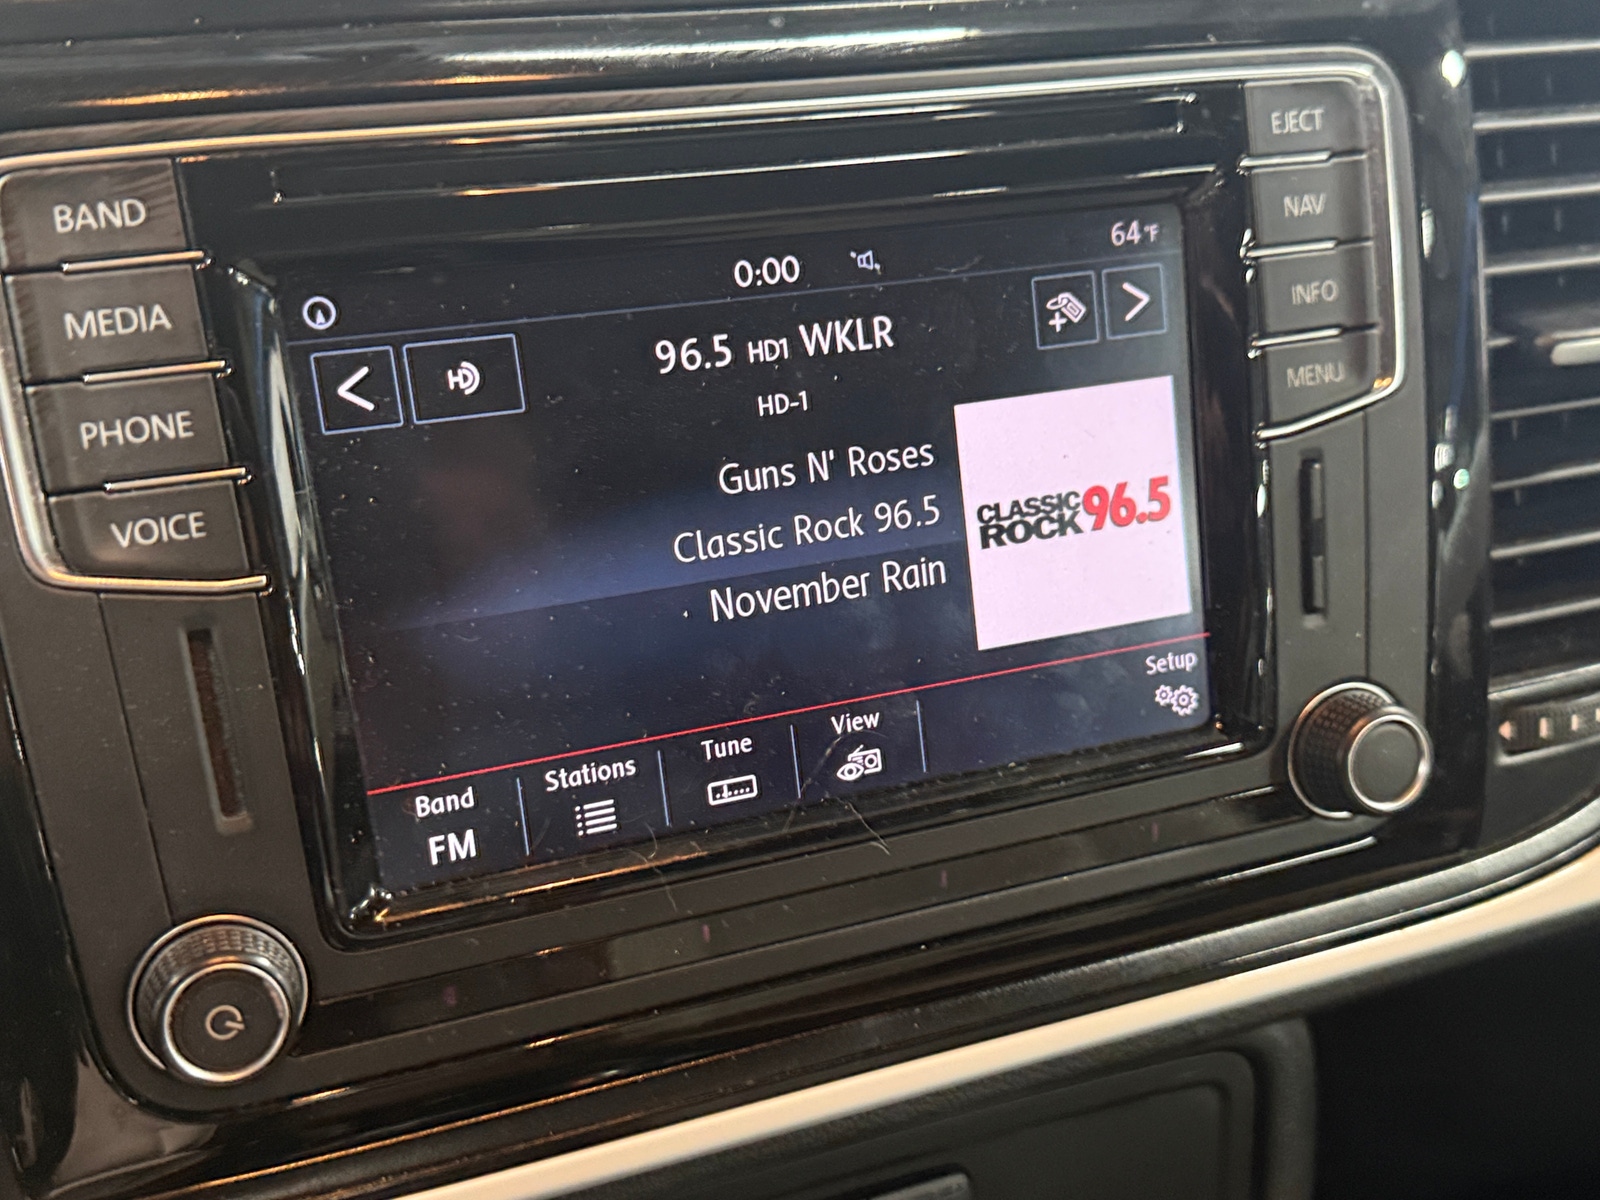 EJECT
BAND
NAV
MEDIA
INFO
PHONE
MENU
VOICE
0:00
64°F
96.5 HD1 WKLR
HD
HD-1
Guns N' Roses
Classic Rock 96.5
November Rain
CLASSIC
ROCK 96.5
Setup
View
Tune
Stations
Band
FM